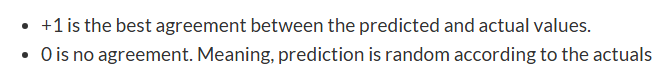 • +1 is the best agreement between the predicted and actual values.
• 0 is no agreement. Meaning, prediction is random according to the actuals